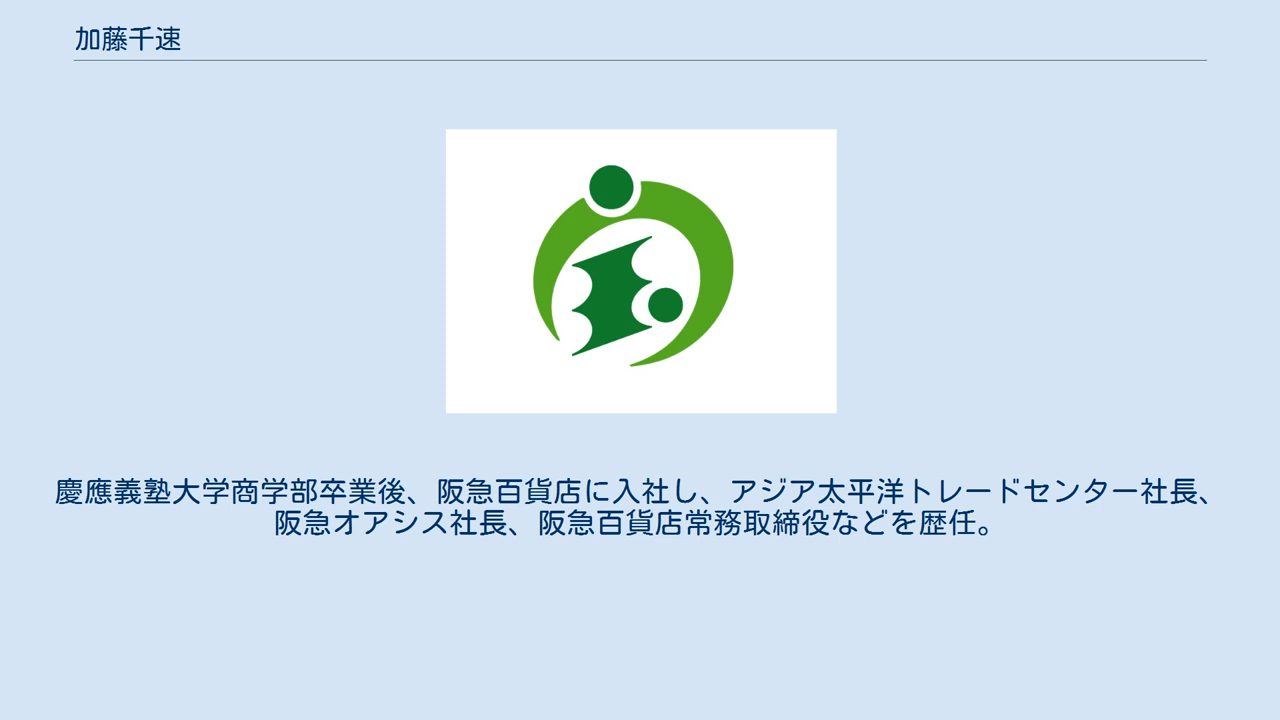 加藤千速
慶應義塾大学商学部卒業後、阪急百貨店に入社し、アジア太平洋トレードセンター社長、
阪急オアシス社長、阪急百貨店常務取締役などを歴任。